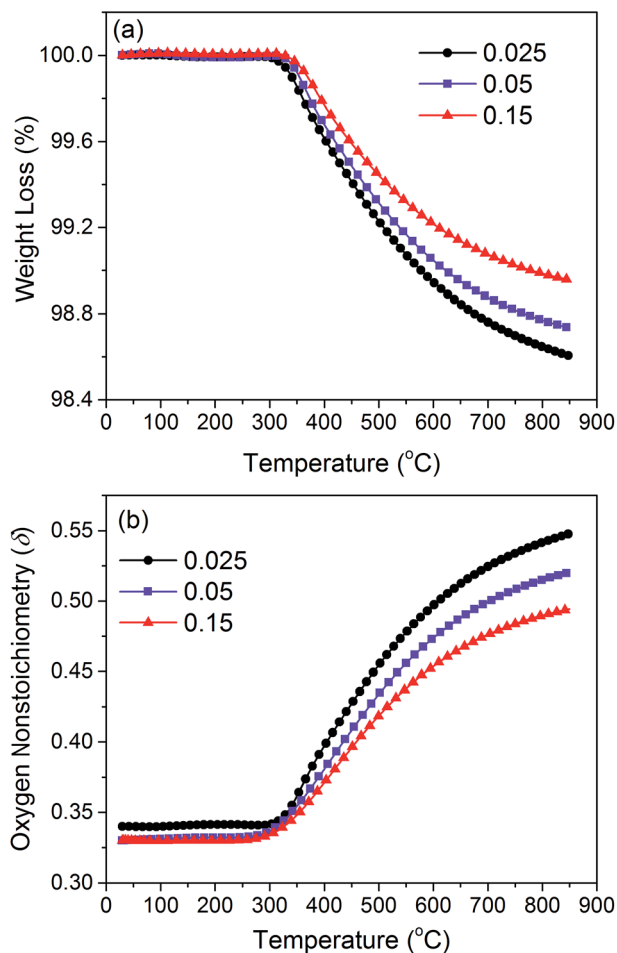 (a)
100.0
99.6
99.2
98.8
98.4
Weight Loss (%)
0.025
0.05
0.15
0 100 200 300 400 500 600 700 800 900
Temperature (°C)
(b)
0.55
0.50
0.45
0.40
0.35
0.30
Oxygen Nonstoichiometry (δ)
0.025
0.05
0.15
0 100 200 300 400 500 600 700 800 900
Temperature (°C)